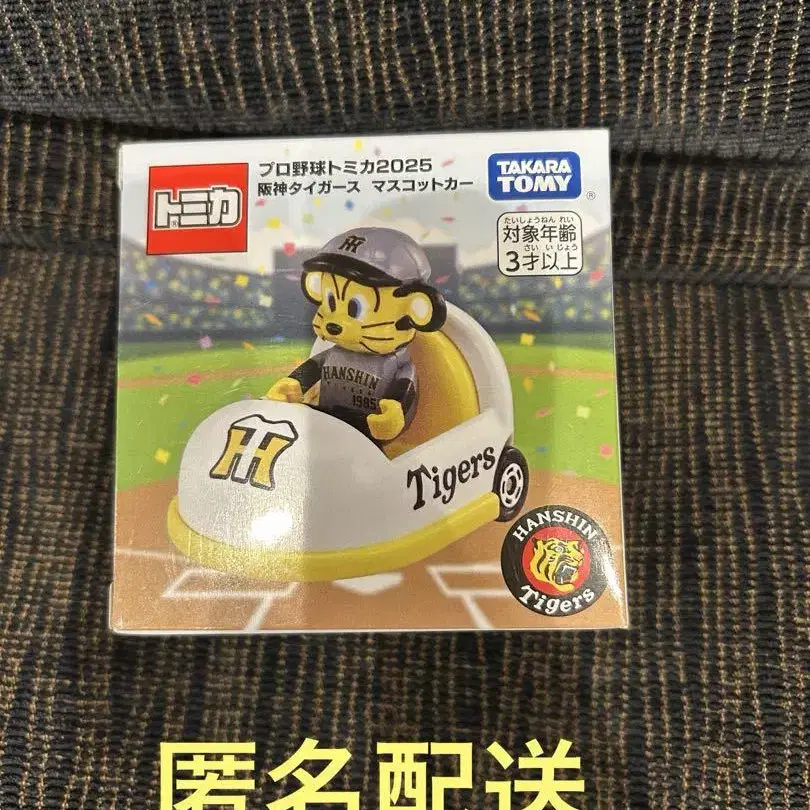 トミカ
プロ野球トミカ2025
阪神タイガース マスコットカー
TAKARA
TOMY
®
たいしょうねんれい
対象年齢
さいいじょう
3才以上
HANSHIN
1985
Tigers
HANSHIN
Tigers
匿名配送